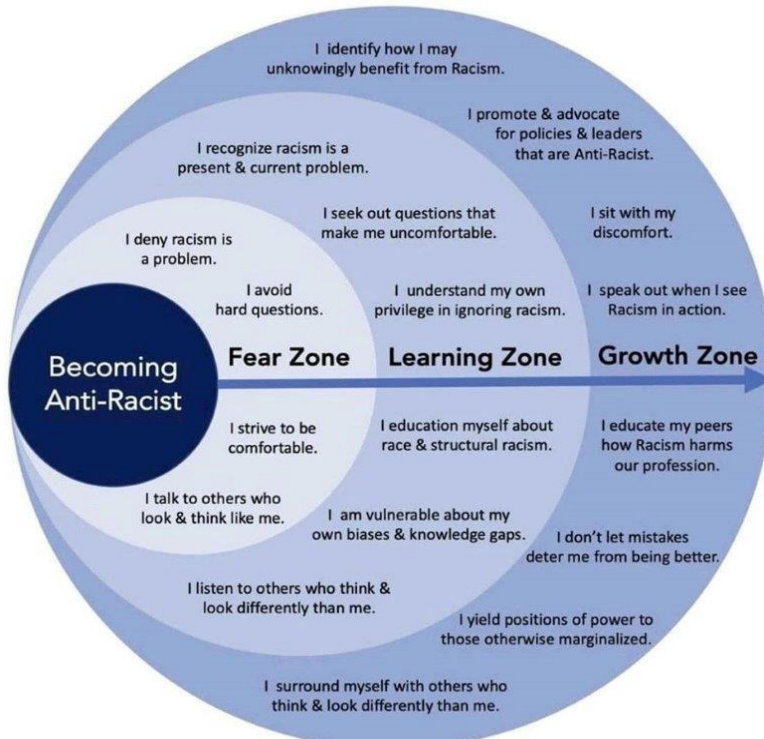 I identify how I may
unknowingly benefit from Racism.
I promote & advocate
for policies & leaders
that are Anti-Racist.
I recognize racism is a
present & current problem.
I seek out questions that
make me uncomfortable.
I sit with my
discomfort.
I deny racism is
a problem.
I avoid
hard questions.
I understand my own
privilege in ignoring racism.
I speak out when I see
Racism in action.
Becoming
Anti-Racist
Fear Zone
Learning Zone
Growth Zone
I strive to be
comfortable.
I education myself about
race & structural racism.
I educate my peers
how Racism harms
our profession.
I talk to others who
look & think like me.
I am vulnerable about my
own biases & knowledge gaps.
I don't let mistakes
deter me from being better.
I listen to others who think &
look differently than me.
I yield positions of power to
those otherwise marginalized.
I surround myself with others who
think & look differently than me.